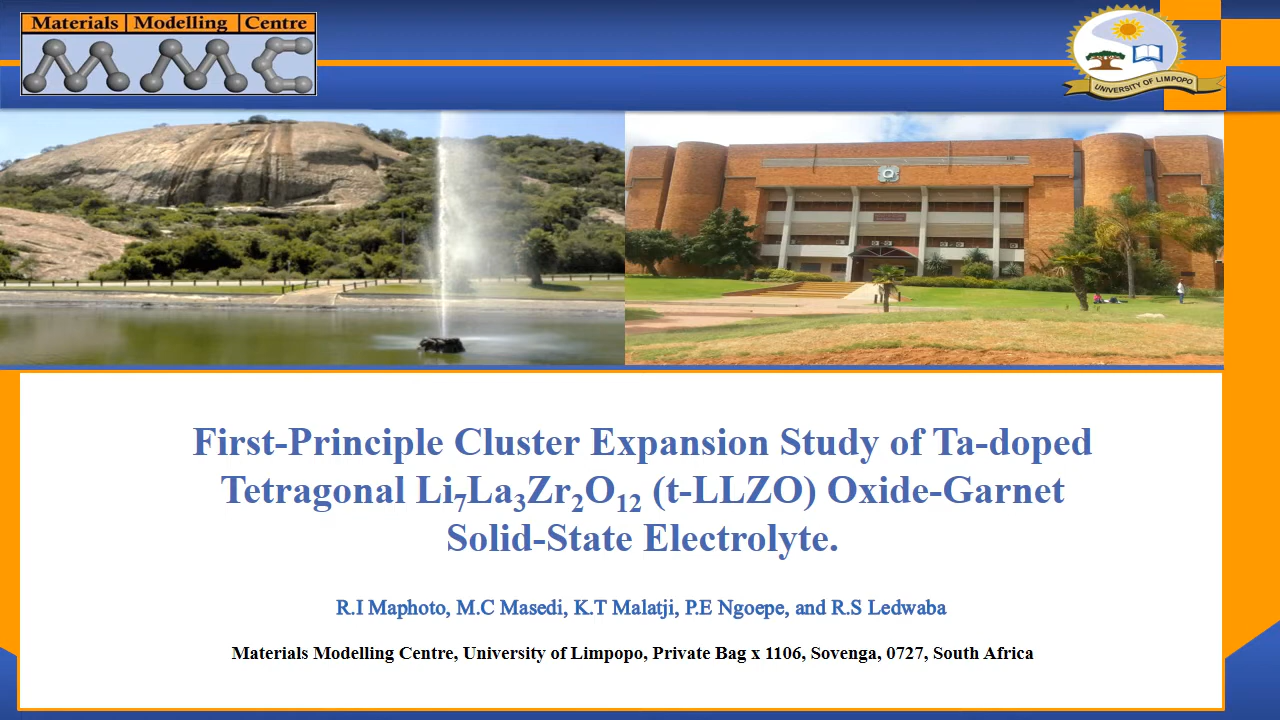 Materials | Modelling | Centre
MMC
UNIVERSITY OF LIMPOPO
First-Principle Cluster Expansion Study of Ta-doped
Tetragonal Li₇La₃Zr₂O₁₂ (t-LLZO) Oxide-Garnet
Solid-State Electrolyte.
R.I Maphoto, M.C Masedi, K.T Malatji, P.E Ngoepe, and R.S Ledwaba
Materials Modelling Centre, University of Limpopo, Private Bag x 1106, Sovenga, 0727, South Africa